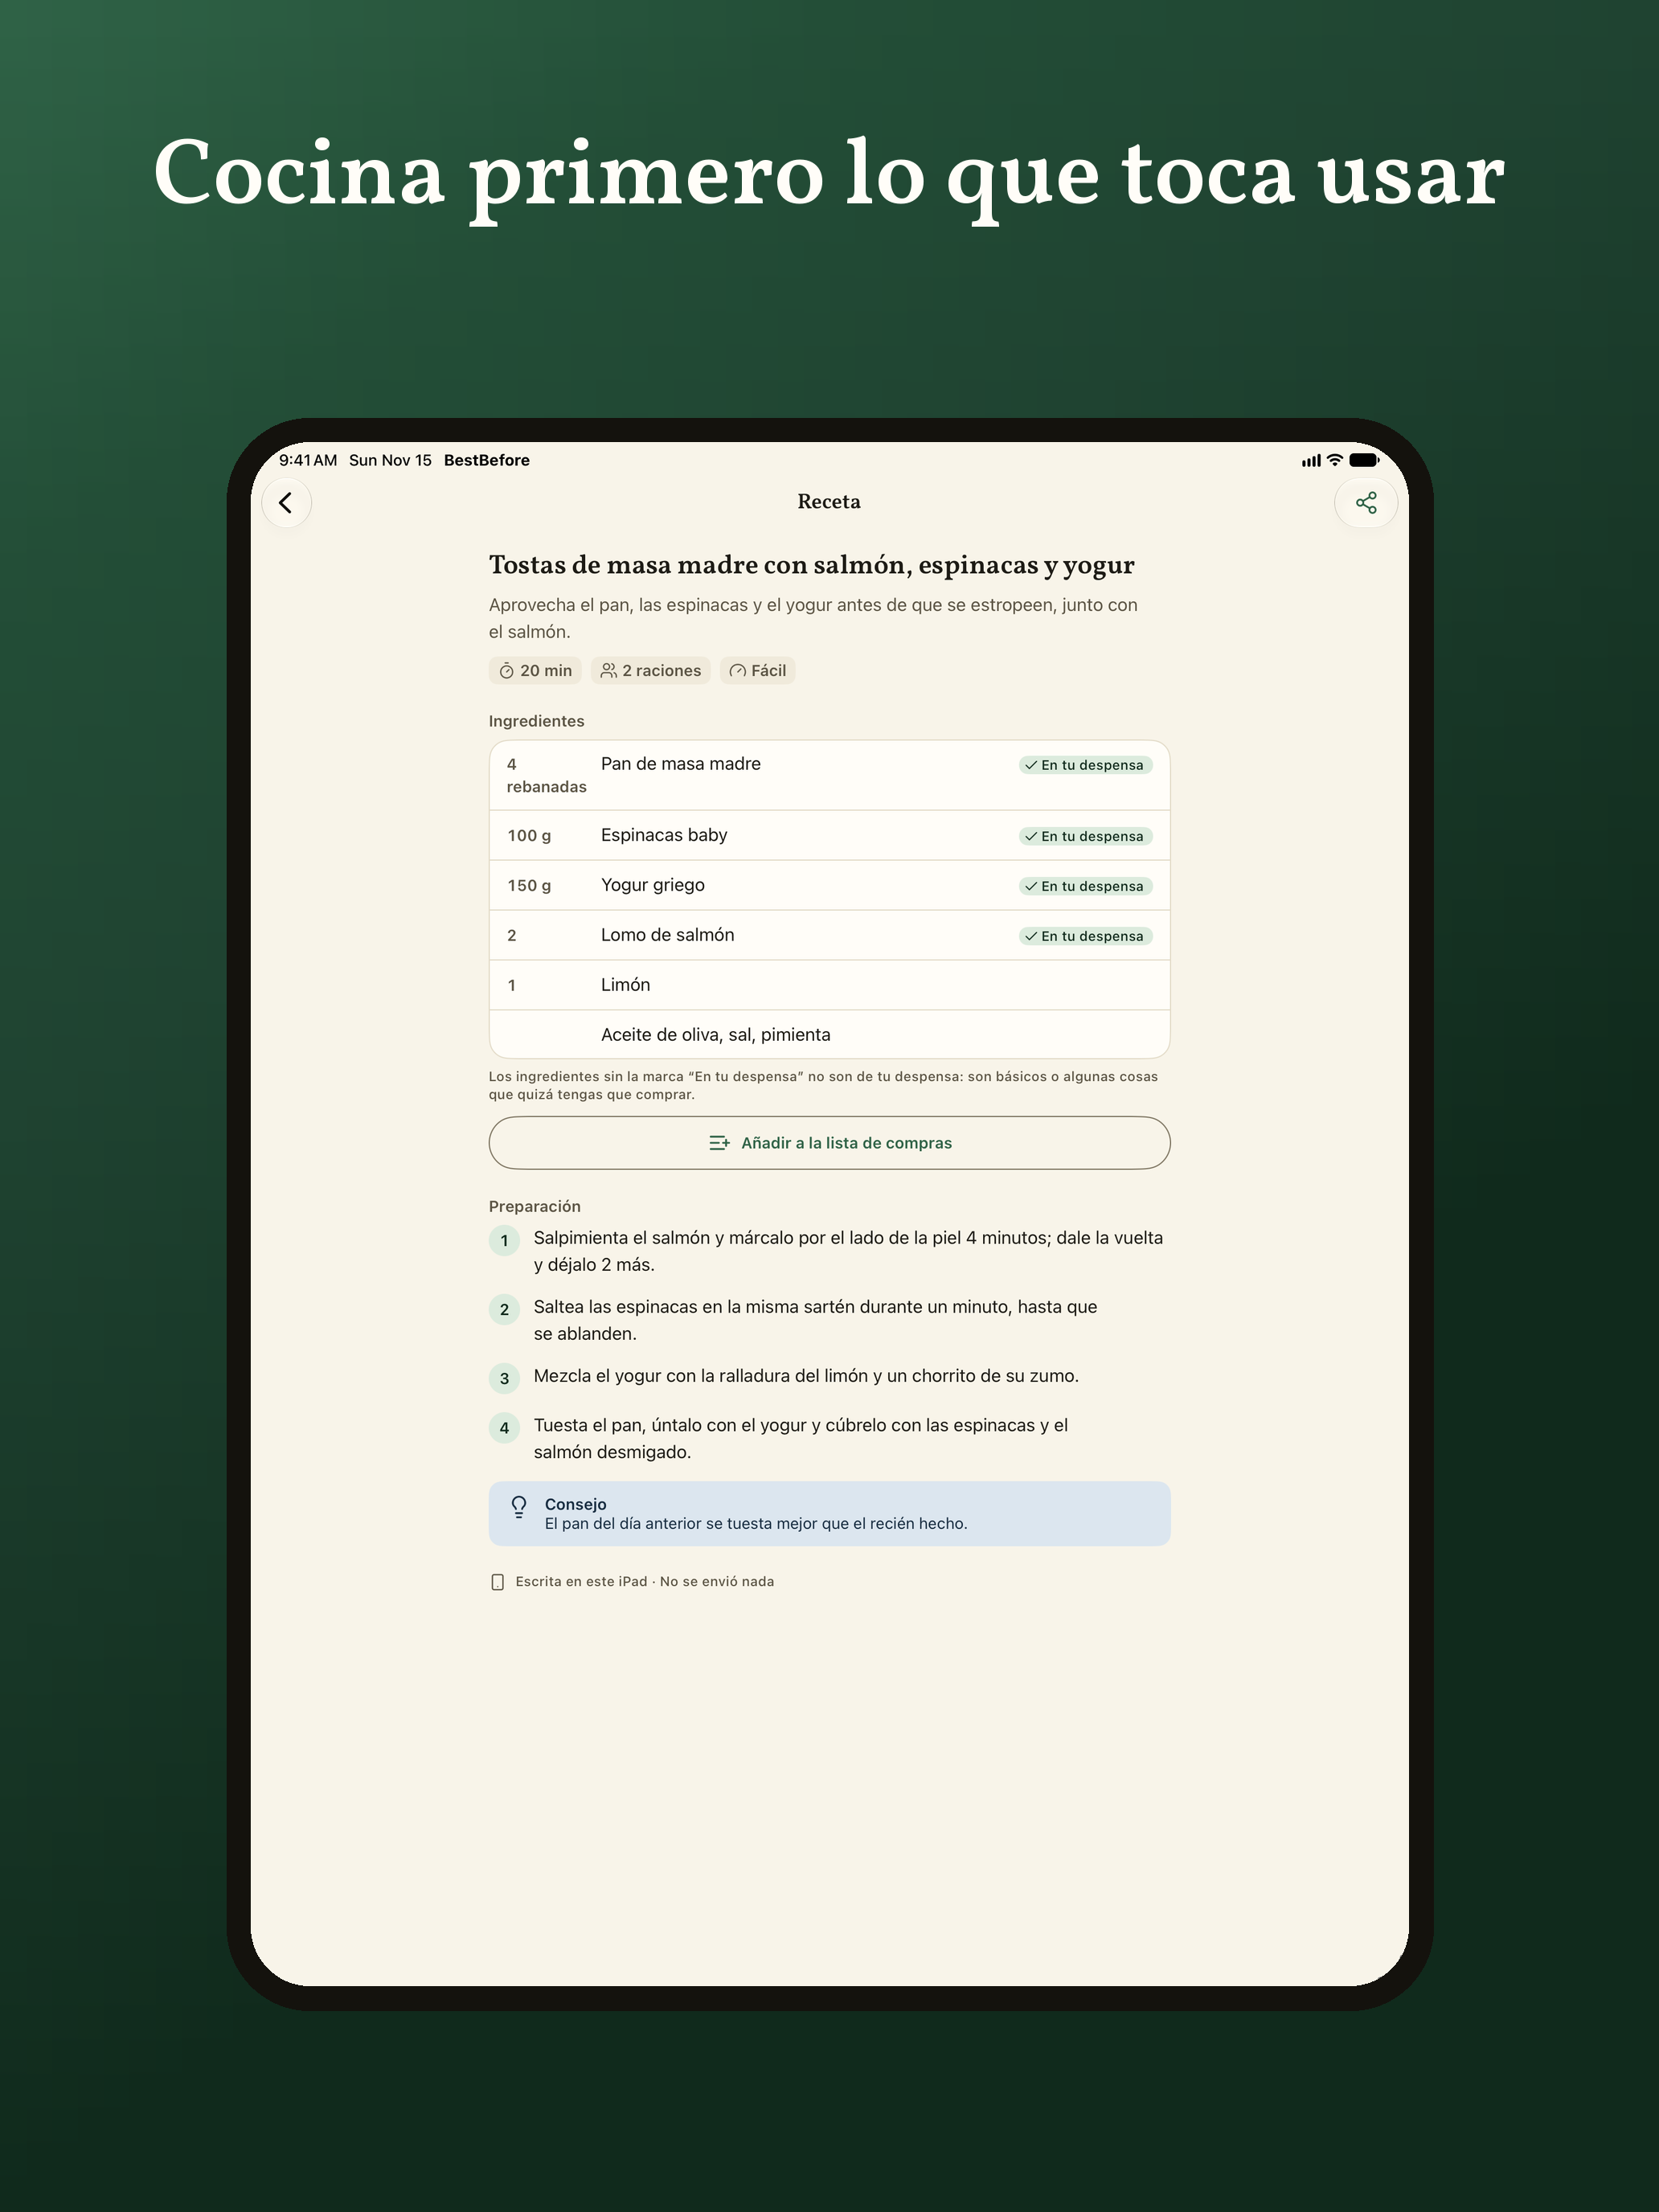 Cocina primero lo que toca usar
9:41 AM Sun Nov 15 BestBefore
Receta
Tostas de masa madre con salmón, espinacas y yogur
Aprovecha el pan, las espinacas y el yogur antes de que se estropeen, junto con
el salmón.
20 min 2 raciones Fácil
Ingredientes
4 rebanadas Pan de masa madre En tu despensa
100 g Espinacas baby En tu despensa
150 g Yogur griego En tu despensa
2 Lomo de salmón En tu despensa
1 Limón
Aceite de oliva, sal, pimienta
Los ingredientes sin la marca “En tu despensa” no son de tu despensa: son básicos o algunas cosas
que quizá tengas que comprar.
Añadir a la lista de compras
Preparación
1 Salpimienta el salmón y márcalo por el lado de la piel 4 minutos; dale la vuelta
y déjalo 2 más.
2 Saltea las espinacas en la misma sartén durante un minuto, hasta que
se ablanden.
3 Mezcla el yogur con la ralladura del limón y un chorrito de su zumo.
4 Tuesta el pan, úntalo con el yogur y cúbrelo con las espinacas y el
salmón desmigado.
Consejo
El pan del día anterior se tuesta mejor que el recién hecho.
Escrita en este iPad · No se envió nada